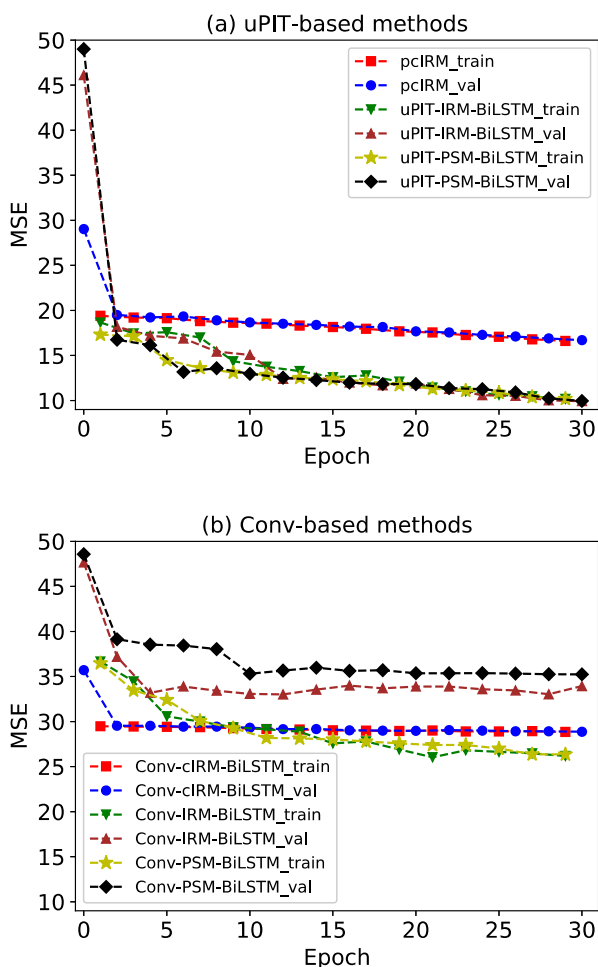 (a) uPIT-based methods
50
45
40
35
30
25
20
15
10
MSE
pcIRM_train
pcIRM_val
uPIT-IRM-BiLSTM_train
uPIT-IRM-BiLSTM_val
uPIT-PSM-BiLSTM_train
uPIT-PSM-BiLSTM_val
0 5 10 15 20 25 30
Epoch
(b) Conv-based methods
50
45
40
35
30
25
20
15
10
MSE
Conv-cIRM-BiLSTM_train
Conv-cIRM-BiLSTM_val
Conv-IRM-BiLSTM_train
Conv-IRM-BiLSTM_val
Conv-PSM-BiLSTM_train
Conv-PSM-BiLSTM_val
0 5 10 15 20 25 30
Epoch